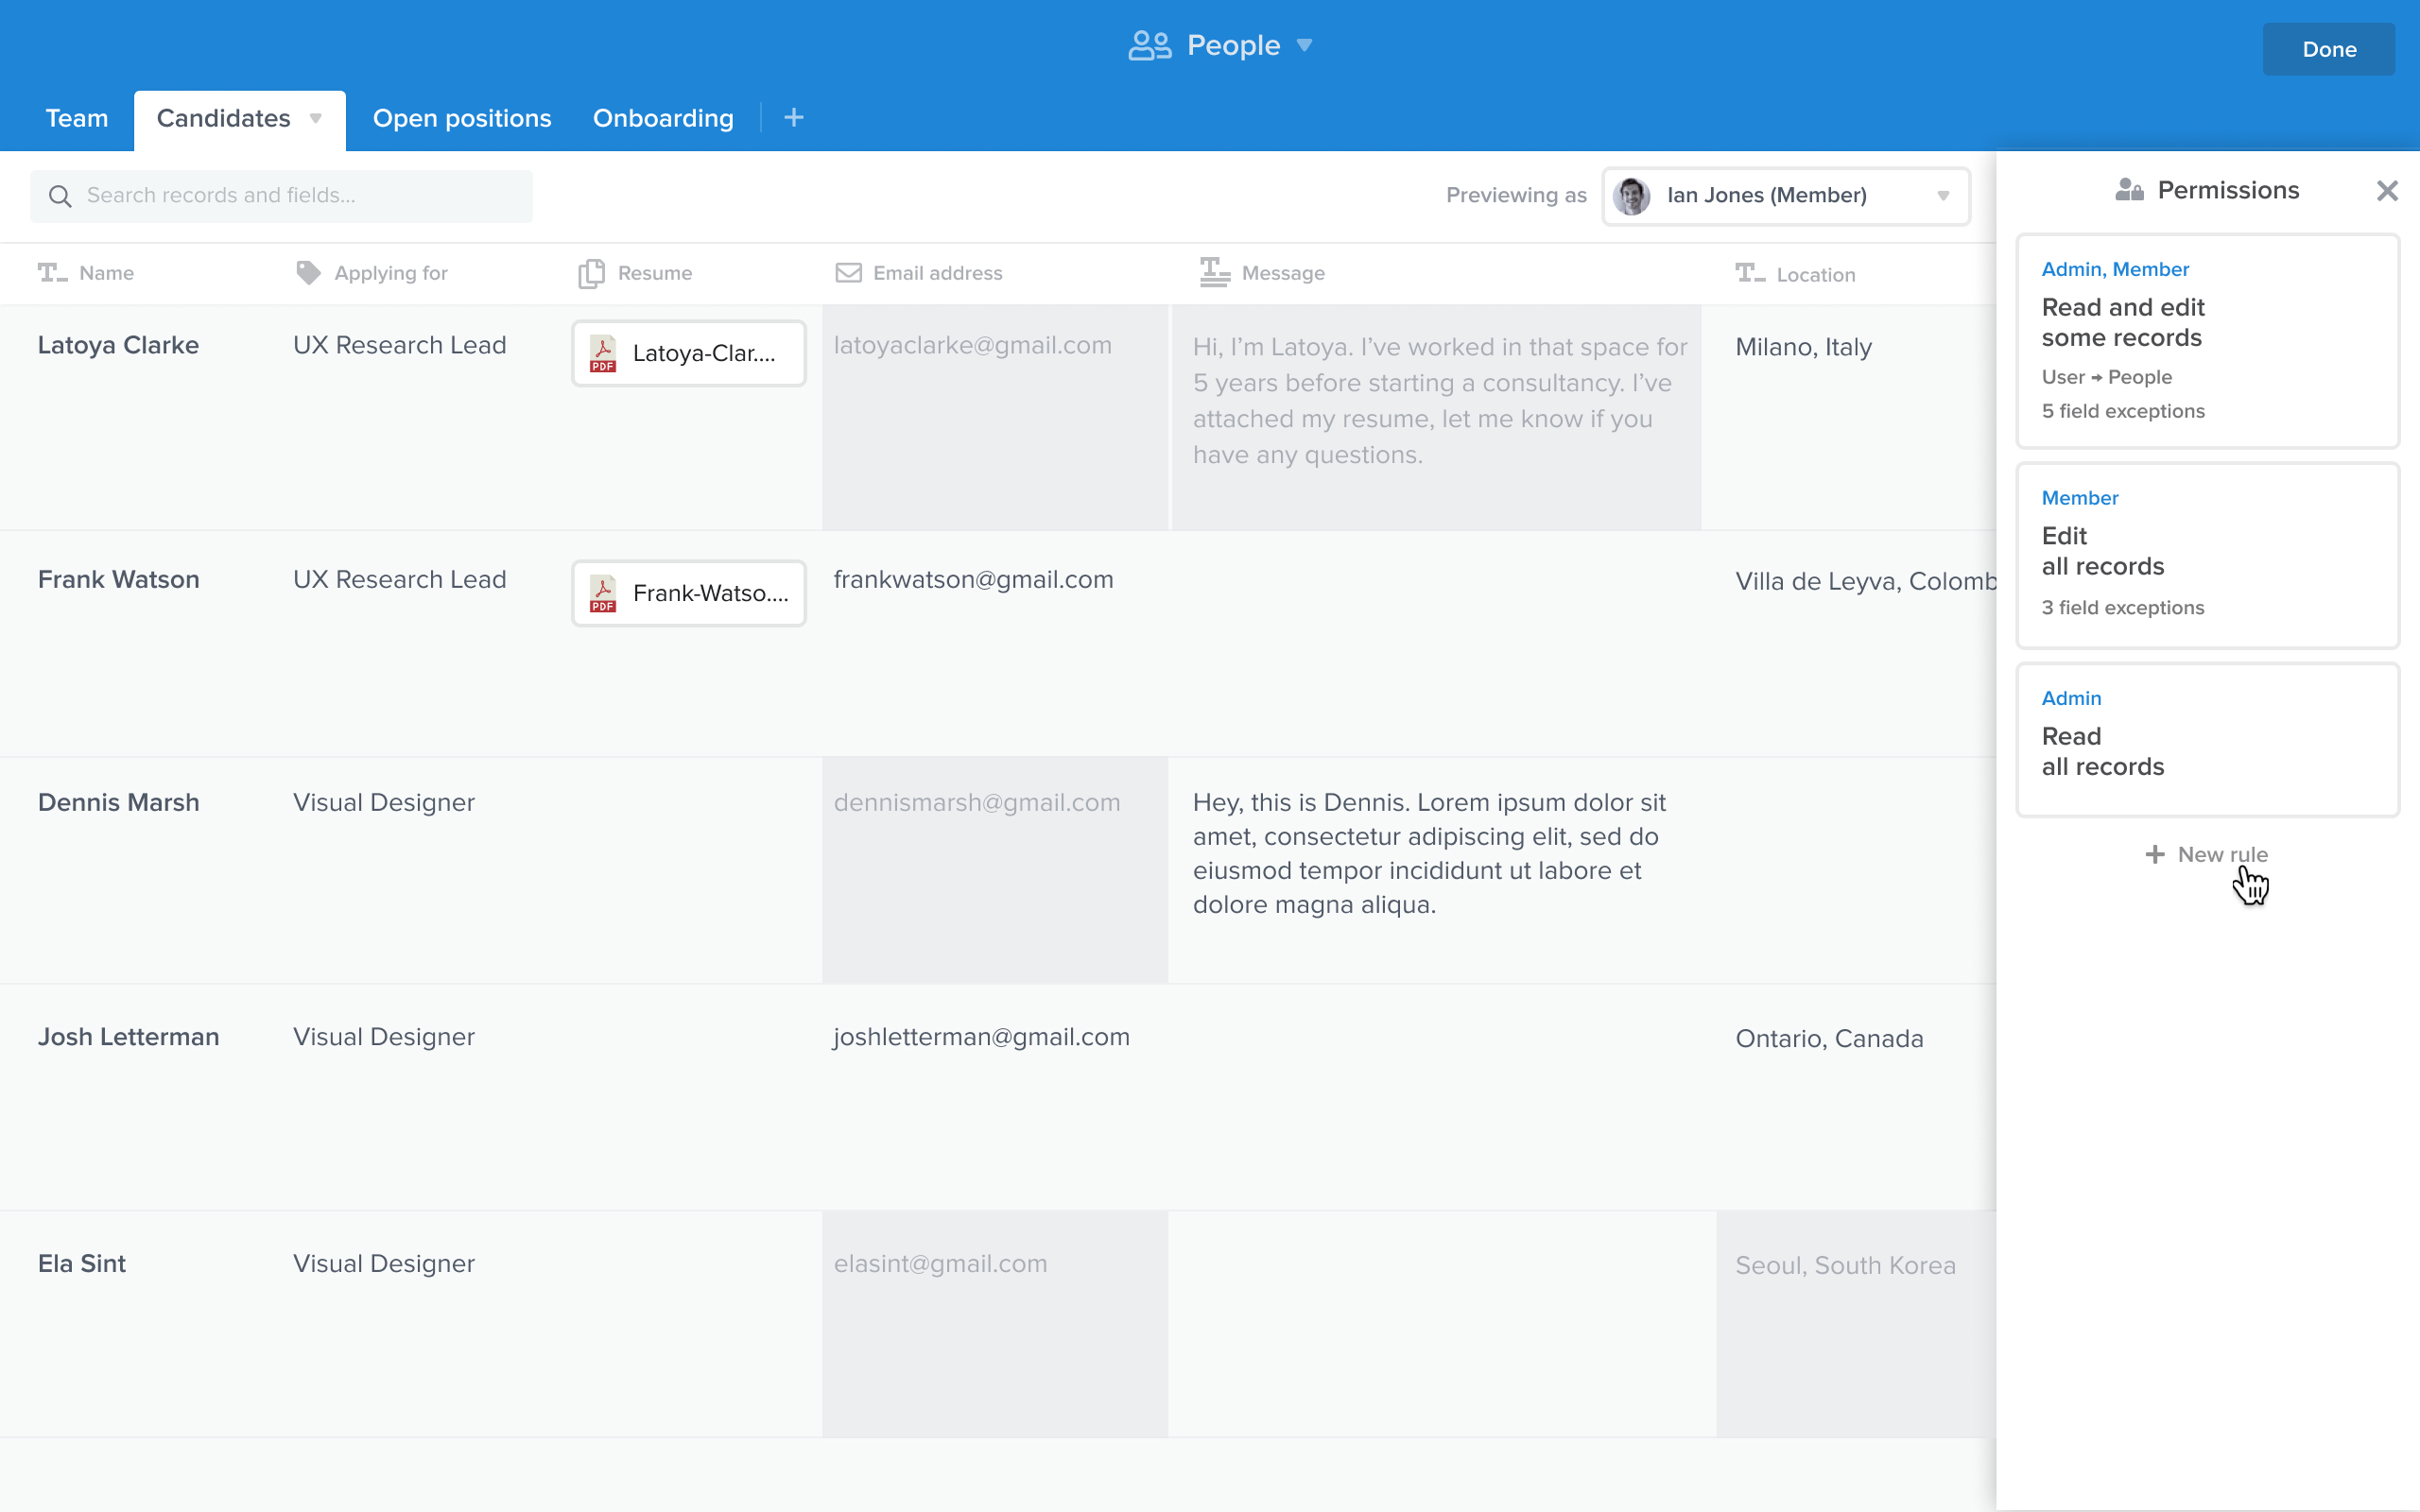 People
Done
Team
Candidates
Open positions
Onboarding
Search records and fields...
Previewing as
Ian Jones (Member)
Name
Applying for
Resume
Email address
Message
Location
Latoya Clarke
UX Research Lead
PDF
Latoya-Clar....
latoyaclarke@gmail.com
Hi, I’m Latoya. I’ve worked in that space for
5 years before starting a consultancy. I’ve
attached my resume, let me know if you
have any questions.
Milano, Italy
Frank Watson
UX Research Lead
PDF
Frank-Watso....
frankwatson@gmail.com
Villa de Leyva, Colomb
Dennis Marsh
Visual Designer
dennismarsh@gmail.com
Hey, this is Dennis. Lorem ipsum dolor sit
amet, consectetur adipiscing elit, sed do
eiusmod tempor incididunt ut labore et
dolore magna aliqua.
Josh Letterman
Visual Designer
joshletterman@gmail.com
Ontario, Canada
Ela Sint
Visual Designer
elasint@gmail.com
Seoul, South Korea
Permissions
Admin, Member
Read and edit
some records
User → People
5 field exceptions
Member
Edit
all records
3 field exceptions
Admin
Read
all records
+ New rule